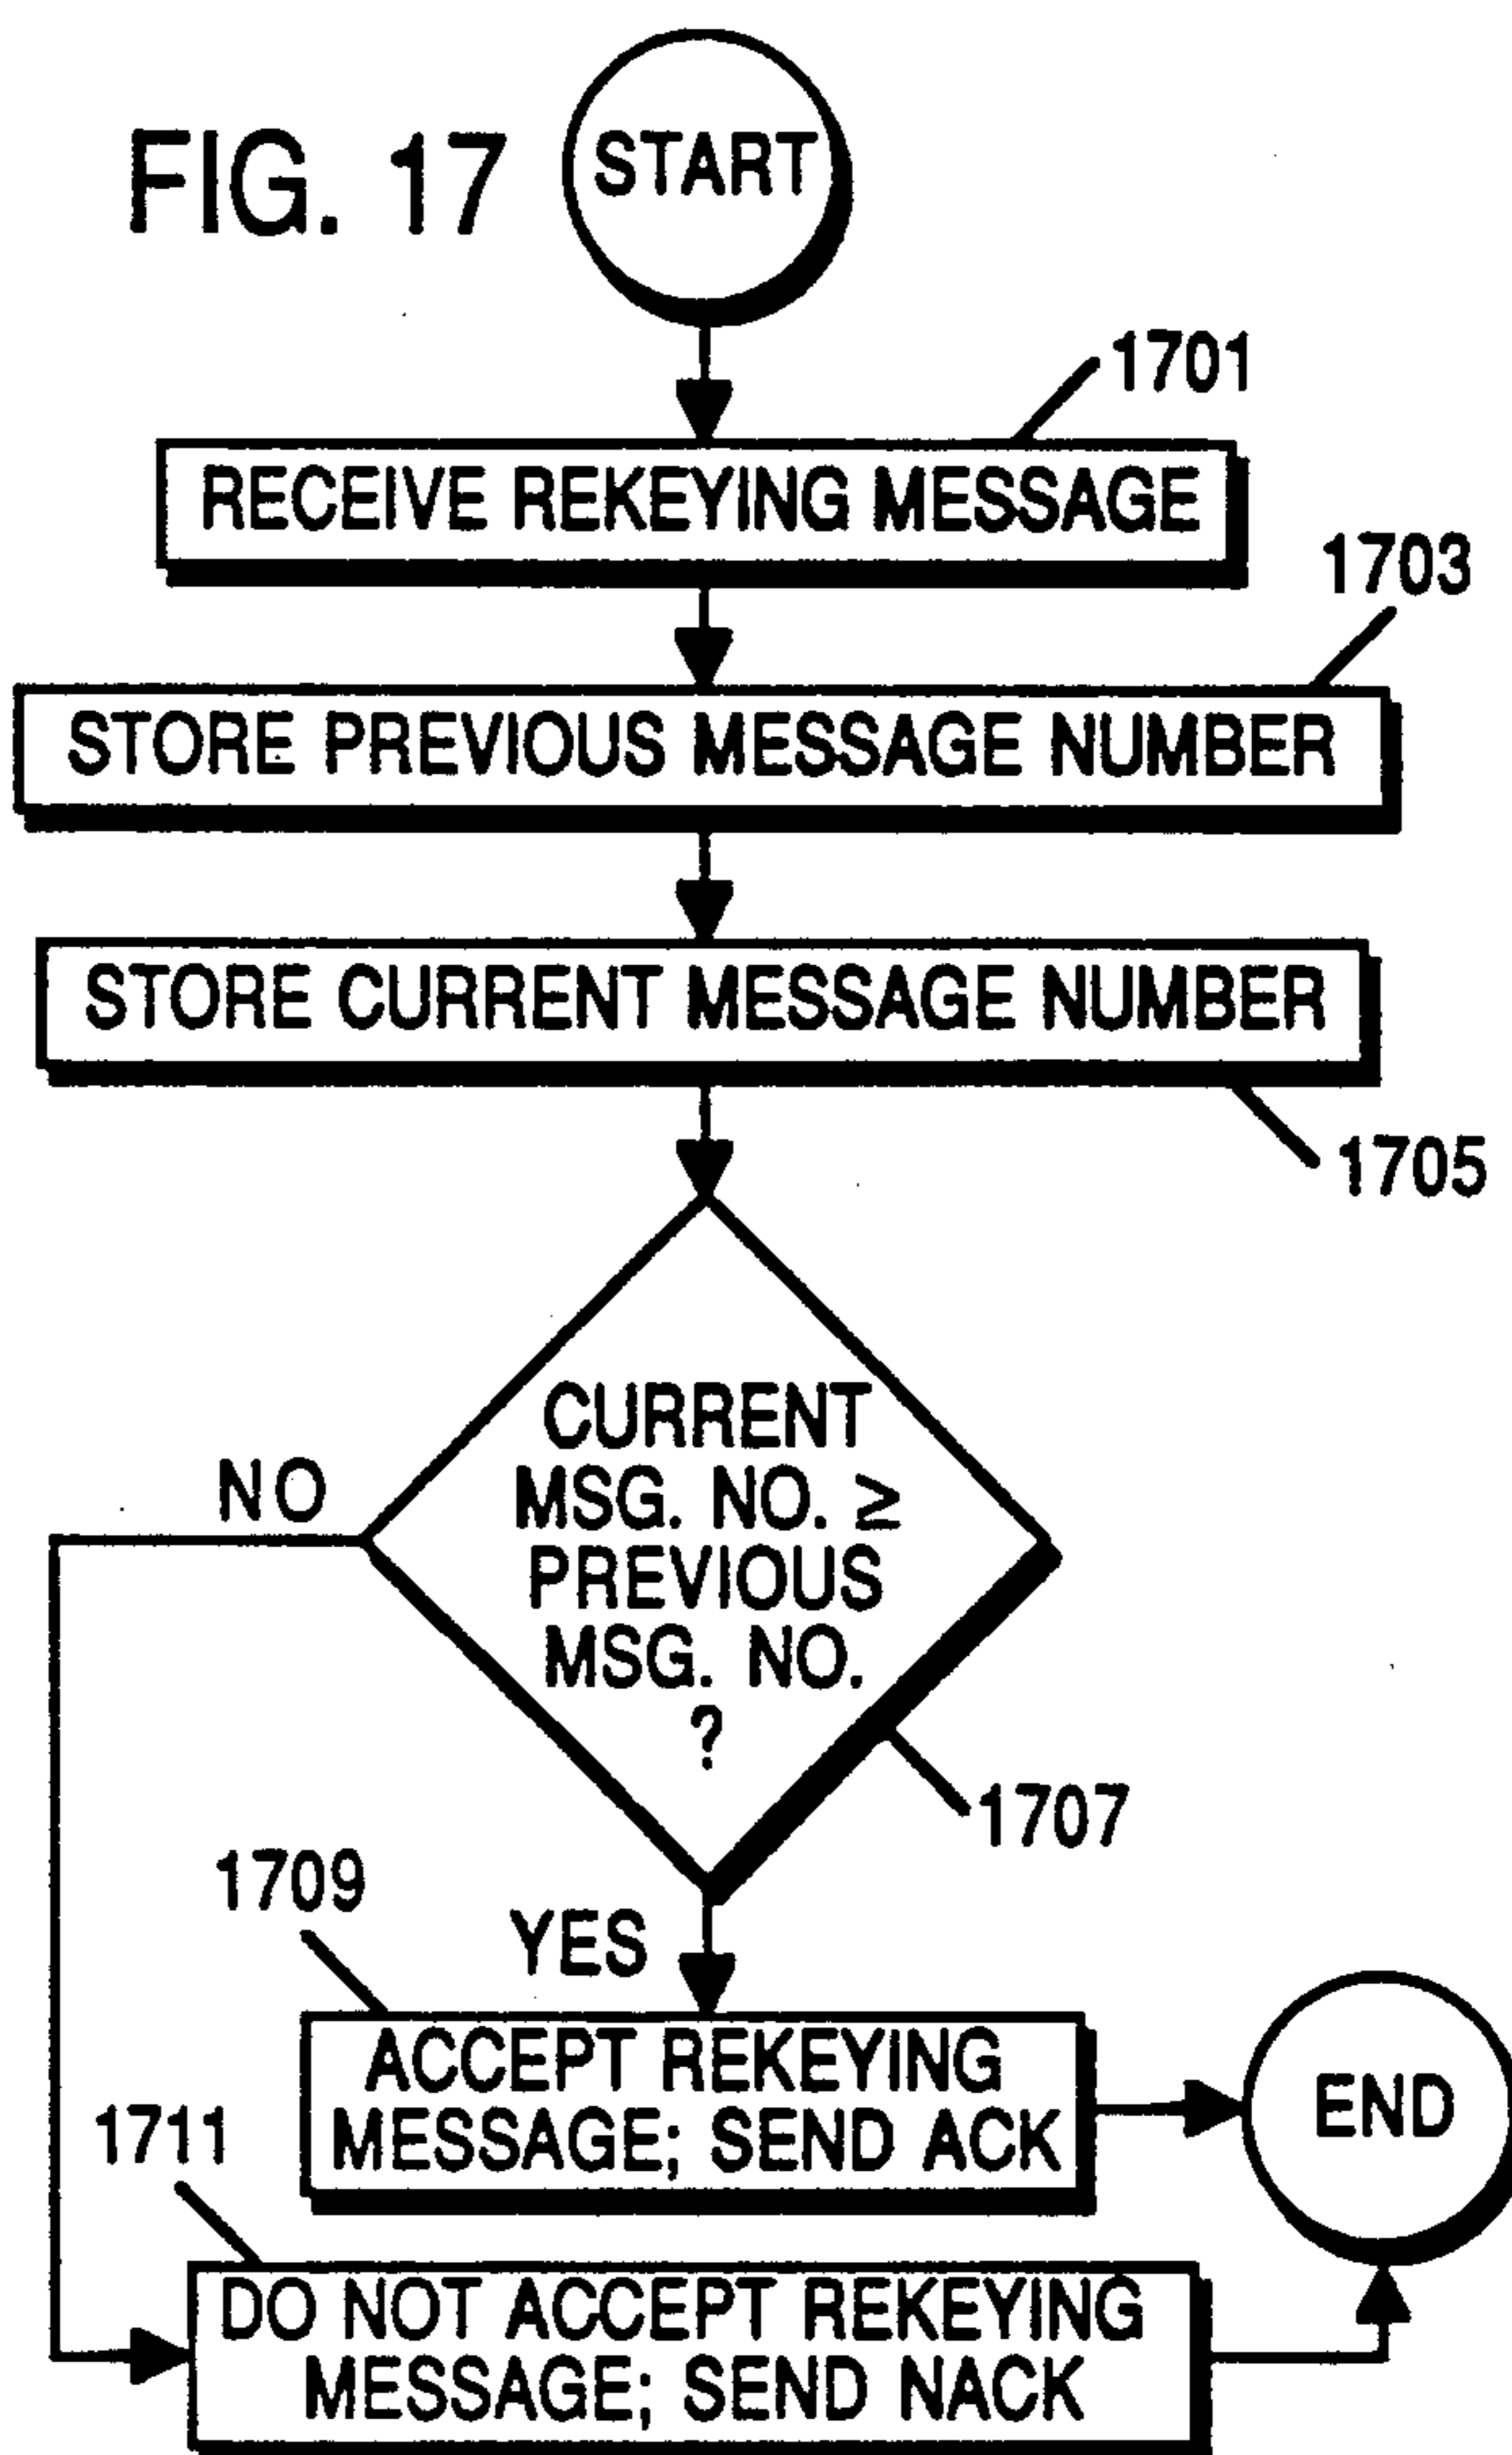 FIG. 17
START
1701
RECEIVE REKEYING MESSAGE
1703
STORE PREVIOUS MESSAGE NUMBER
STORE CURRENT MESSAGE NUMBER
1705
CURRENT
MSG. NO. ≥
PREVIOUS
MSG. NO.
?
NO
1707
1709
YES
ACCEPT REKEYING
MESSAGE; SEND ACK
END
1711
DO NOT ACCEPT REKEYING
MESSAGE; SEND NACK